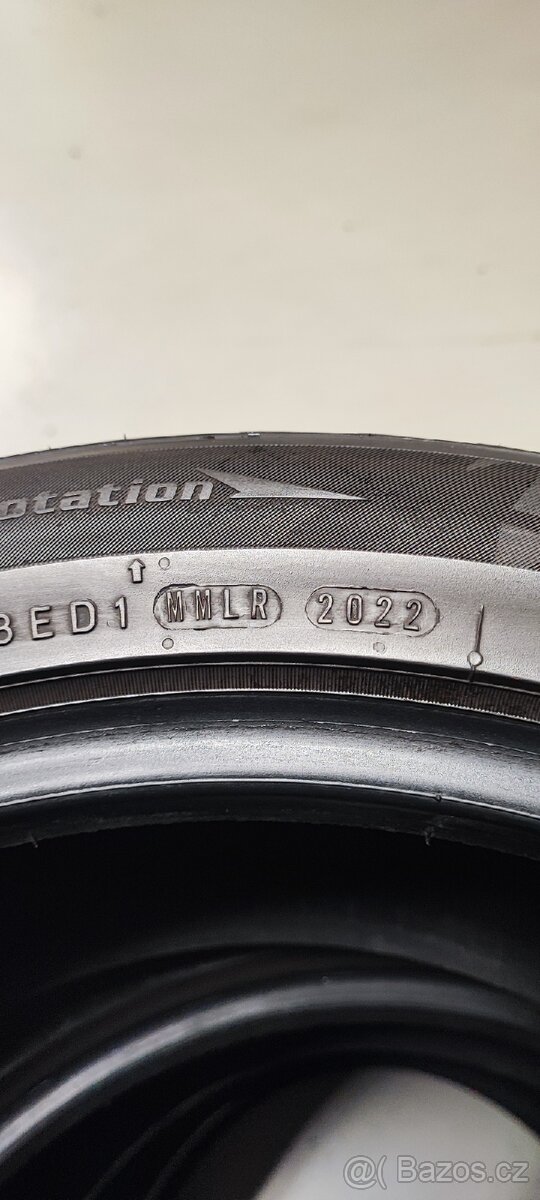 otation
BED1 MMLR 2022
Bazos.cz